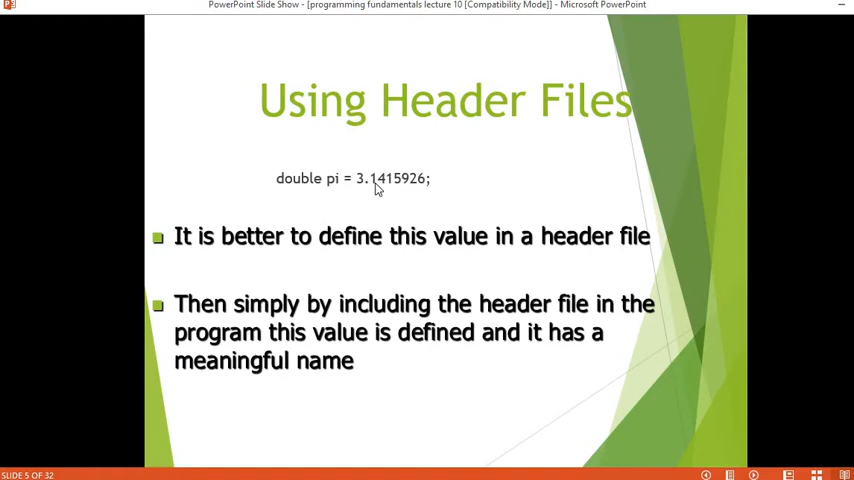 PowerPoint Slide Show - [programming fundamentals lecture 10 [Compatibility Mode]] - Microsoft PowerPoint
Using Header Files
double pi = 3.1415926;
It is better to define this value in a header file
Then simply by including the header file in the
program this value is defined and it has a
meaningful name
SLIDE 5 OF 32